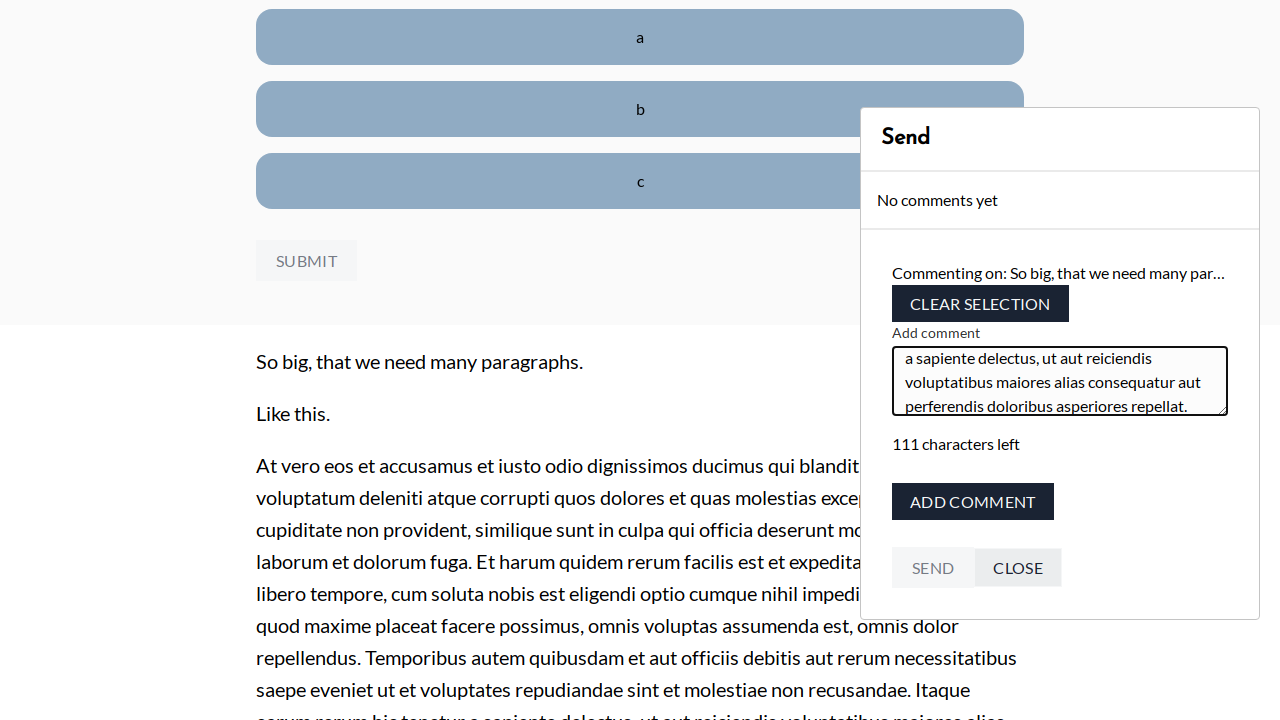 a
b
c
SUBMIT
So big, that we need many paragraphs.
Like this.
At vero eos et accusamus et iusto odio dignissimos ducimus qui blandit
voluptatum deleniti atque corrupti quos dolores et quas molestias
cupiditate non provident, similique sunt in culpa qui officia deserunt
laborum et dolorum fuga. Et harum quidem rerum facilis est et expedita
libero tempore, cum soluta nobis est eligendi optio cumque nihil
quod maxime placeat facere possimus, omnis voluptas assumenda est, omnis dolor
repellendus. Temporibus autem quibusdam et aut officiis debitis aut rerum necessitatibus
saepe eveniet ut et voluptates repudiandae sint et molestiae non recusandae. Itaque
Send
No comments yet
Commenting on: So big, that we need many par...
CLEAR SELECTION
Add comment
a sapiente delectus, ut aut reiciendis
voluptatibus maiores alias consequatur aut
perferendis doloribus asperiores repellat.
111 characters left
ADD COMMENT
SEND
CLOSE